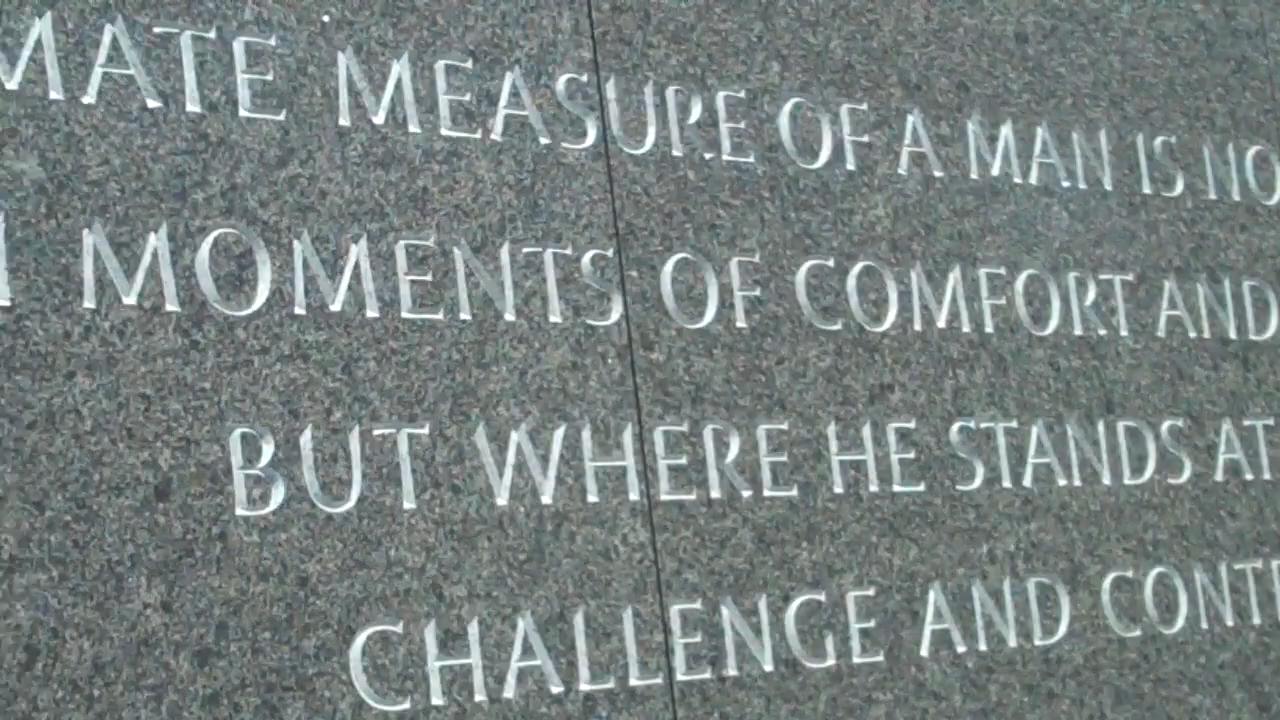 MATE MEASURE OF A MAN IS NO
MOMENTS OF COMFORT AND
BUT WHERE HE STANDS AT
CHALLENGE AND CONT